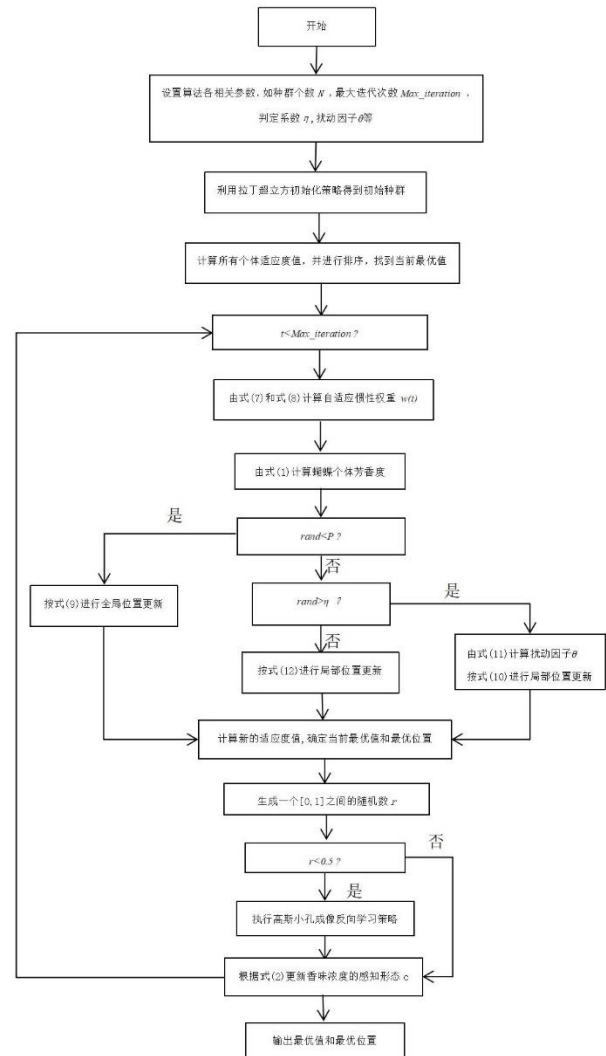 开始
设置算法各相关参数，如种群个数 N ，最大迭代次数 Max_iteration ，
判定系数 η，扰动因子θ等
利用拉丁超立方初始化策略得到初始种群
计算所有个体适应度值，并进行排序，找到当前最优值
t<Max_iteration ?
由式(7)和式(8)计算自适应惯性权重 w(t)
由式(1)计算蝴蝶个体芳香度
是
rand<P ?
否
按式(9)进行全局位置更新
rand>η ?
是
否
由式(11)计算扰动因子θ
按式(10)进行局部位置更新
按式(12)进行局部位置更新
计算新的适应度值,确定当前最优值和最优位置
生成一个[0,1]之间的随机数 r
否
r<0.5 ?
是
执行高斯小孔成像反向学习策略
根据式(2)更新香味浓度的感知形态 c
输出最优值和最优位置